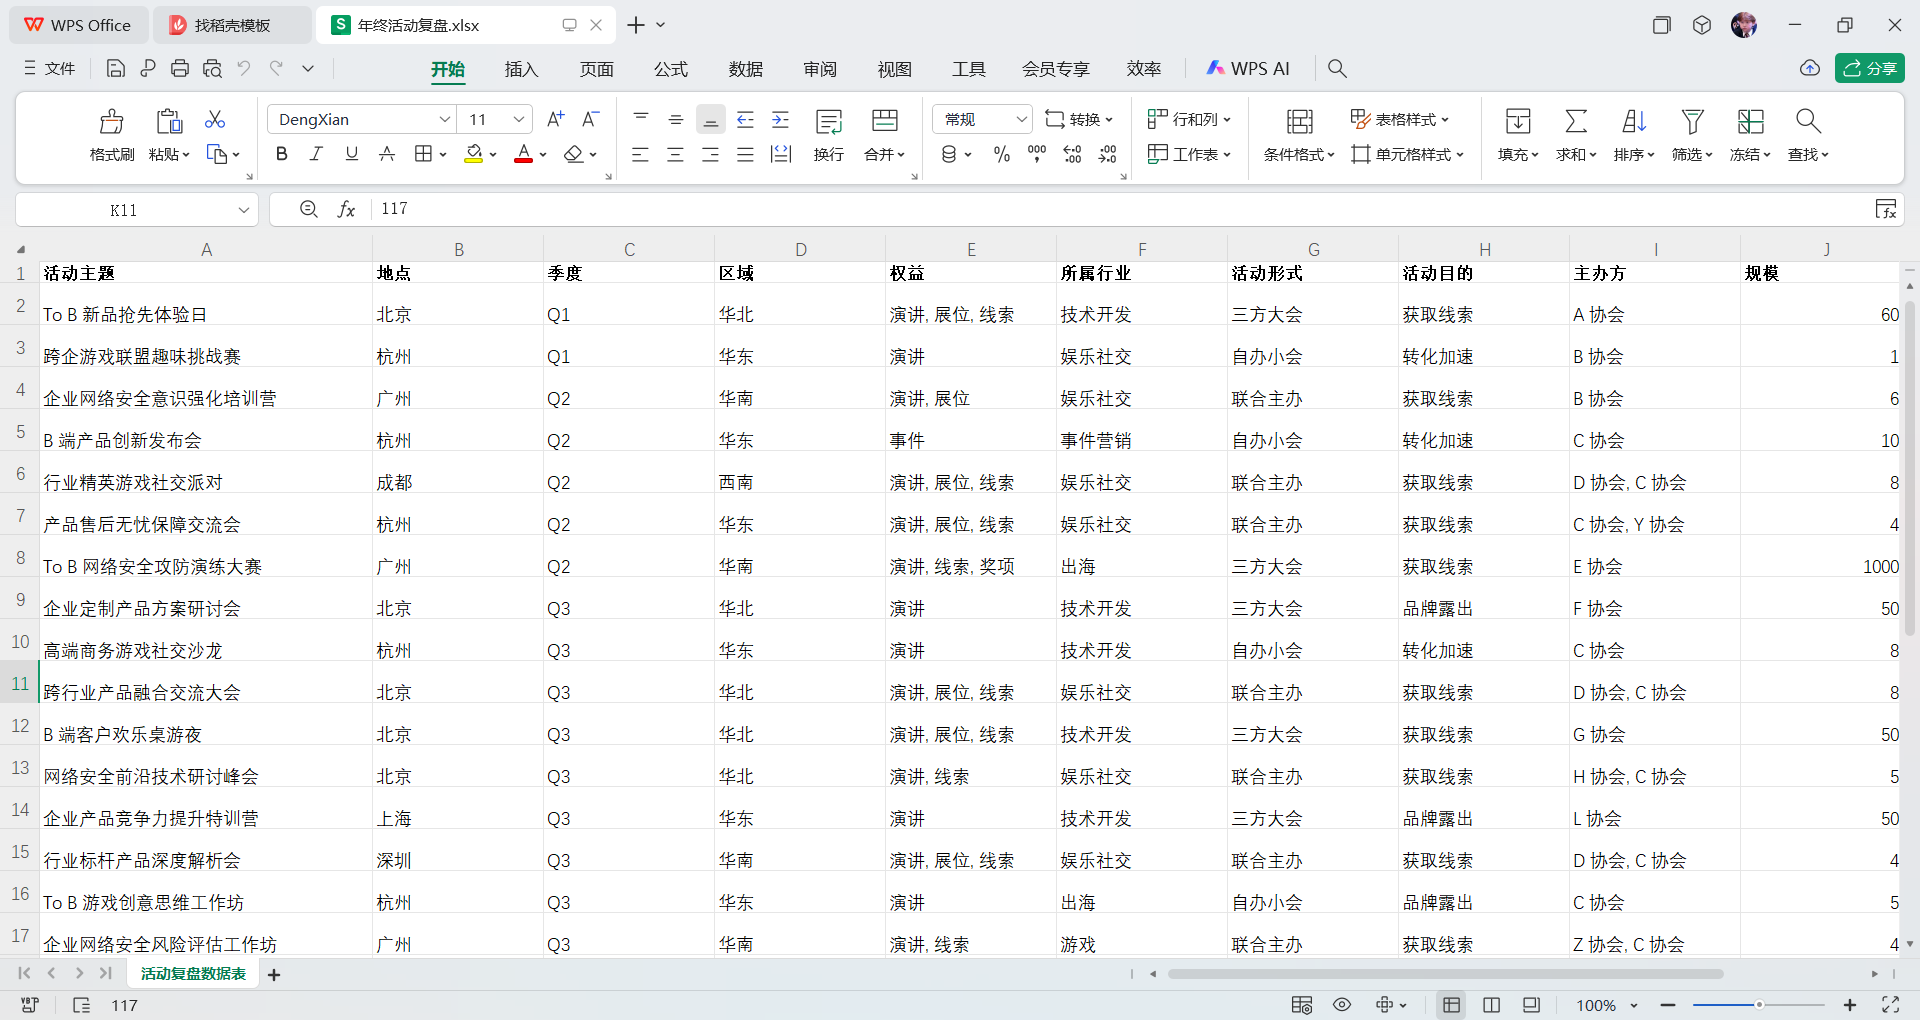 WPS Office 找稻壳模板 年终活动复盘.xlsx
文件 开始 插入 页面 公式 数据 审阅 视图 工具 会员专享 效率 WPS AI 分享
DengXian 11 A+ A- 常规 转换 行和列 表格样式
格式刷 粘贴 B I U A 换行 合并 % 工作表 条件格式 单元格样式 填充 求和 排序 筛选 冻结 查找
K11 fx 117
A B C D E F G H I J
1 活动主题 地点 季度 区域 权益 所属行业 活动形式 活动目的 主办方 规模
2 To B 新品抢先体验日 北京 Q1 华北 演讲, 展位, 线索 技术开发 三方大会 获取线索 A 协会 60
3 跨企游戏联盟趣味挑战赛 杭州 Q1 华东 演讲 娱乐社交 自办小会 转化加速 B 协会 1
4 企业网络安全意识强化培训营 广州 Q2 华南 演讲, 展位 娱乐社交 联合主办 获取线索 B 协会 6
5 B 端产品创新发布会 杭州 Q2 华东 事件 事件营销 自办小会 转化加速 C 协会 10
6 行业精英游戏社交派对 成都 Q2 西南 演讲, 展位, 线索 娱乐社交 联合主办 获取线索 D 协会, C 协会 8
7 产品售后无忧保障交流会 杭州 Q2 华东 演讲, 展位, 线索 娱乐社交 联合主办 获取线索 C 协会, Y 协会 4
8 To B 网络安全攻防演练大赛 广州 Q2 华南 演讲, 线索, 奖项 出海 三方大会 获取线索 E 协会 1000
9 企业定制产品方案研讨会 北京 Q3 华北 演讲 技术开发 三方大会 品牌露出 F 协会 50
10 高端商务游戏社交沙龙 杭州 Q3 华东 演讲 技术开发 自办小会 转化加速 C 协会 8
11 跨行业产品融合交流大会 北京 Q3 华北 演讲, 展位, 线索 娱乐社交 联合主办 获取线索 D 协会, C 协会 8
12 B 端客户欢乐桌游夜 北京 Q3 华北 演讲, 展位, 线索 技术开发 三方大会 获取线索 G 协会 50
13 网络安全前沿技术研讨峰会 北京 Q3 华北 演讲, 线索 娱乐社交 联合主办 获取线索 H 协会, C 协会 5
14 企业产品竞争力提升特训营 上海 Q3 华东 演讲 技术开发 三方大会 品牌露出 L 协会 50
15 行业标杆产品深度解析会 深圳 Q3 华南 演讲, 展位, 线索 娱乐社交 联合主办 获取线索 D 协会, C 协会 4
16 To B 游戏创意思维工作坊 杭州 Q3 华东 演讲 出海 自办小会 品牌露出 C 协会 5
17 企业网络安全风险评估工作坊 广州 Q3 华南 演讲, 线索 游戏 联合主办 获取线索 Z 协会, C 协会 4
活动复盘数据表
117 100%